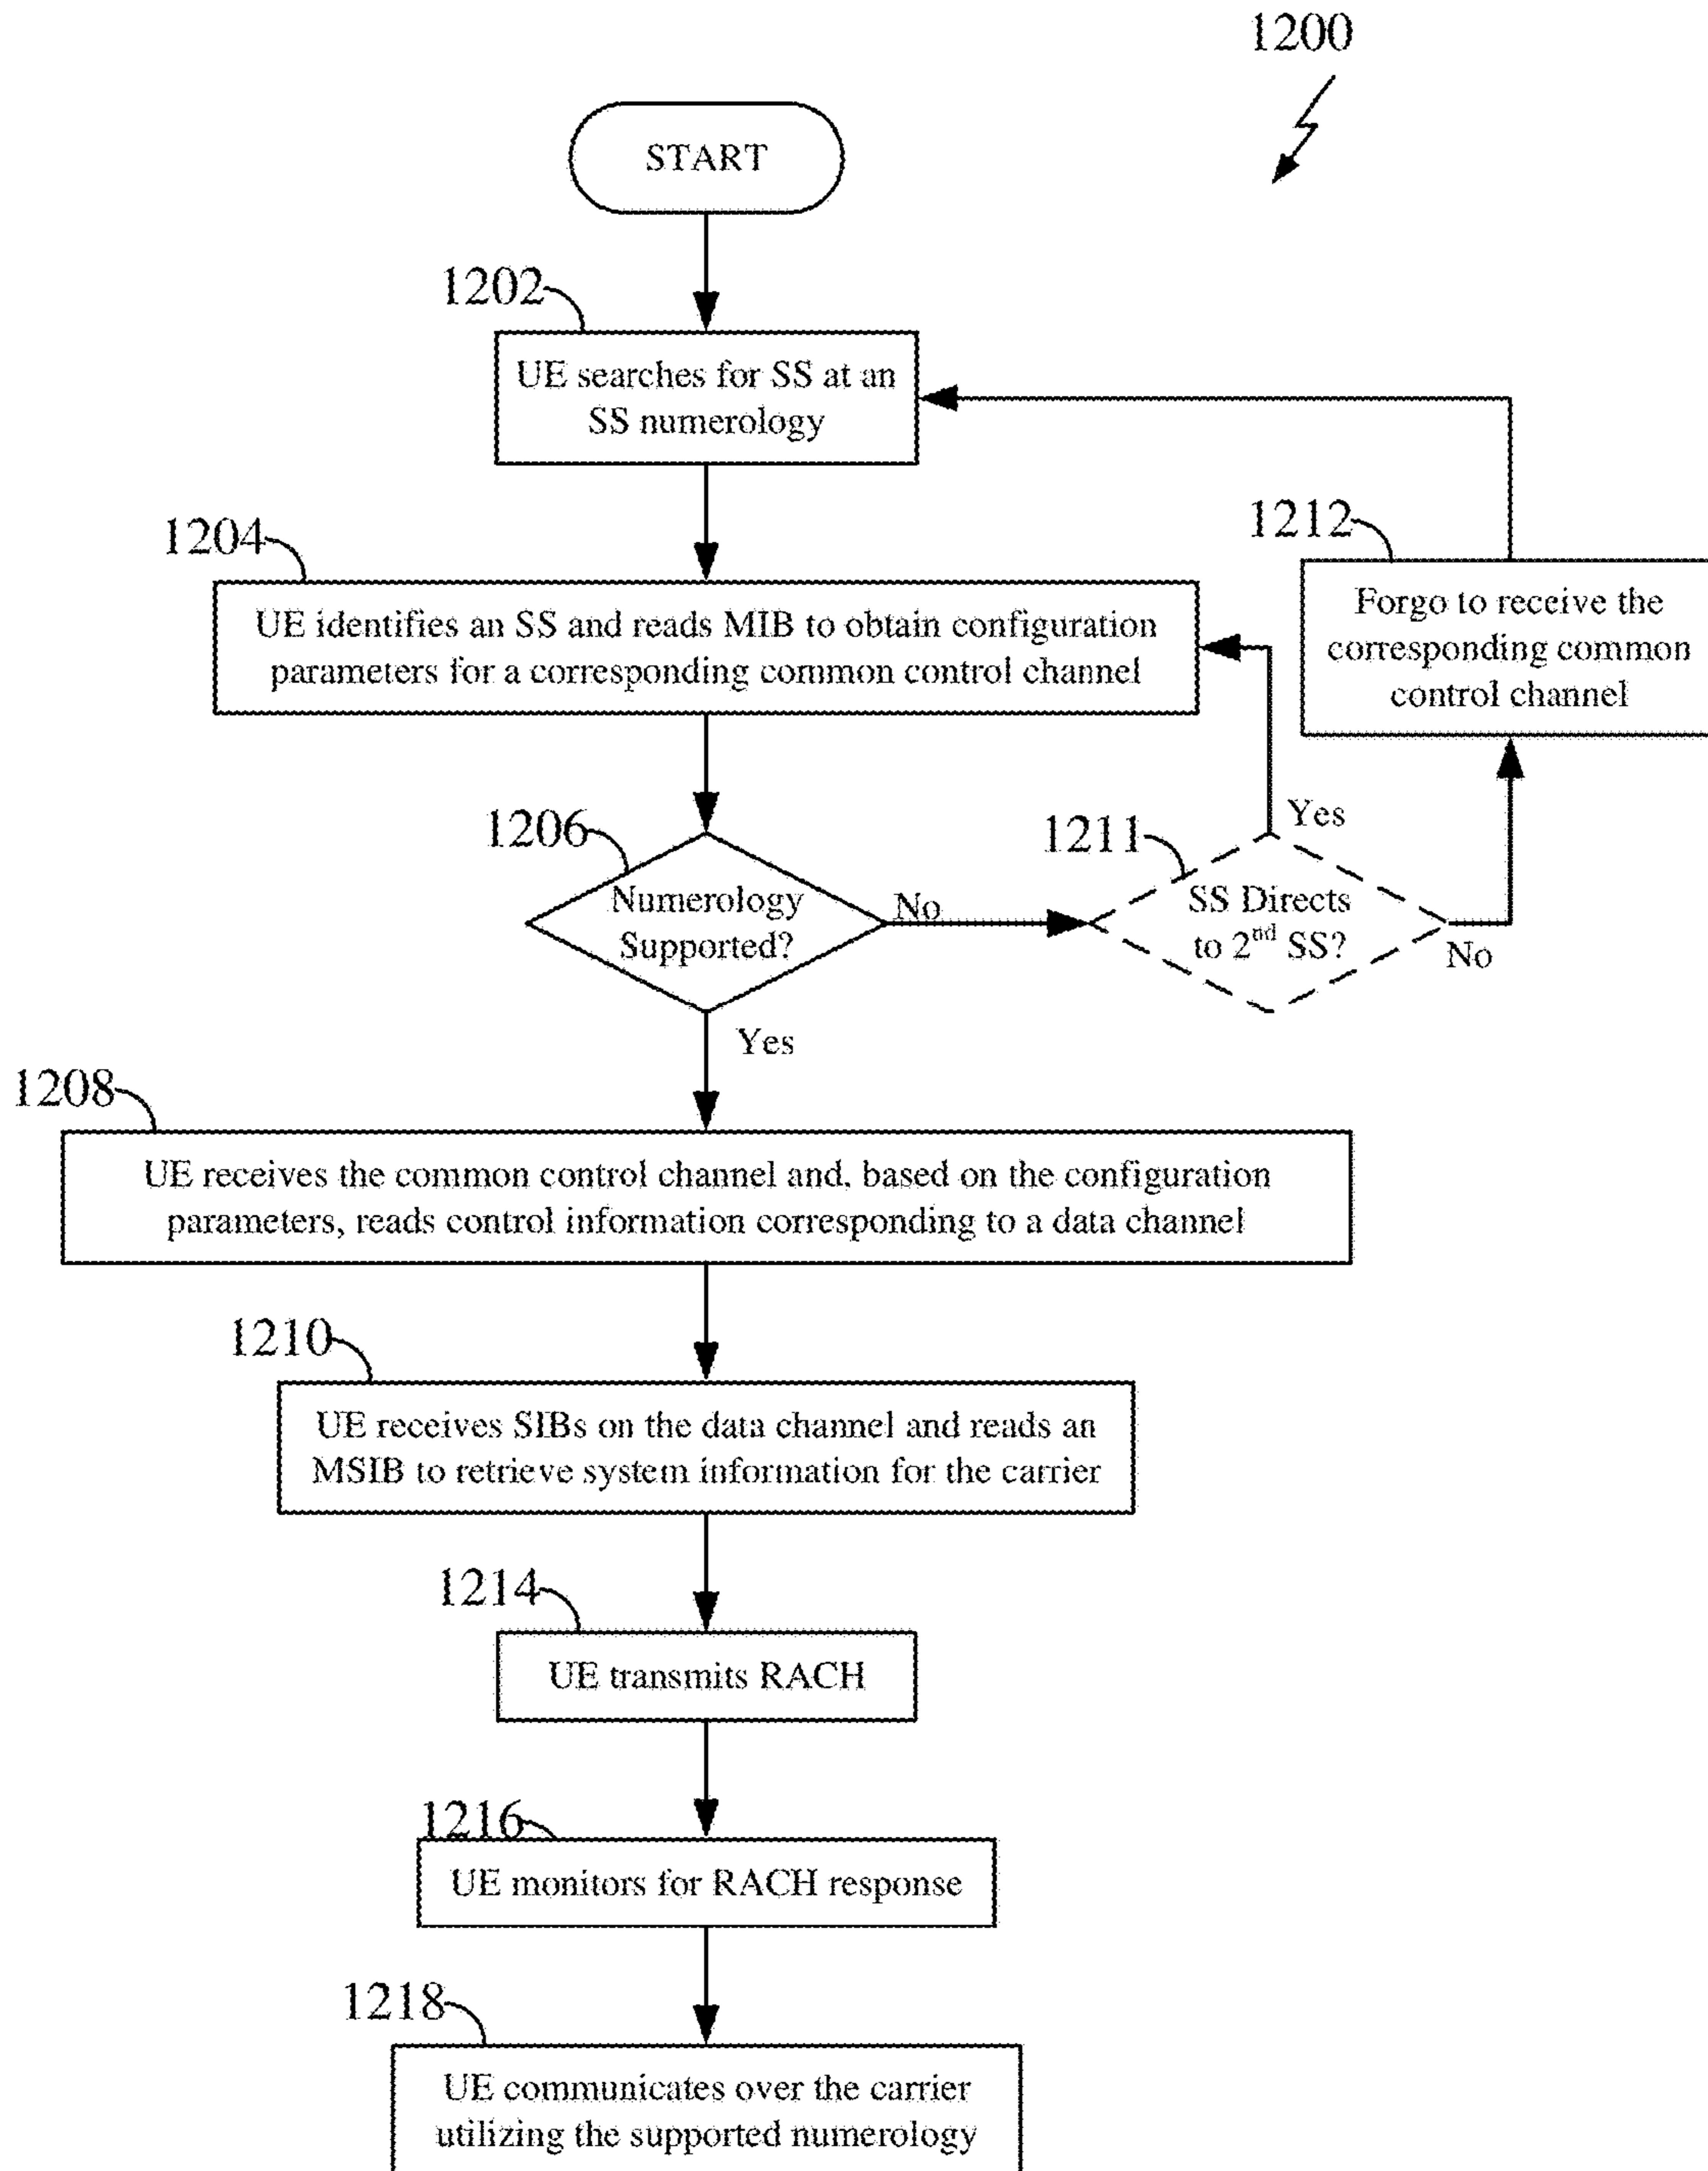 1200
START
1202
UE searches for SS at an
SS numerology
1204
UE identifies an SS and reads MIB to obtain configuration
parameters for a corresponding common control channel
1212
Forgo to receive the
corresponding common
control channel
1206
Numerology
Supported?
No
1211
SS Directs
to 2nd SS?
Yes
No
Yes
1208
UE receives the common control channel and, based on the configuration
parameters, reads control information corresponding to a data channel
1210
UE receives SIBs on the data channel and reads an
MSIB to retrieve system information for the carrier
1214
UE transmits RACH
1216
UE monitors for RACH response
1218
UE communicates over the carrier
utilizing the supported numerology